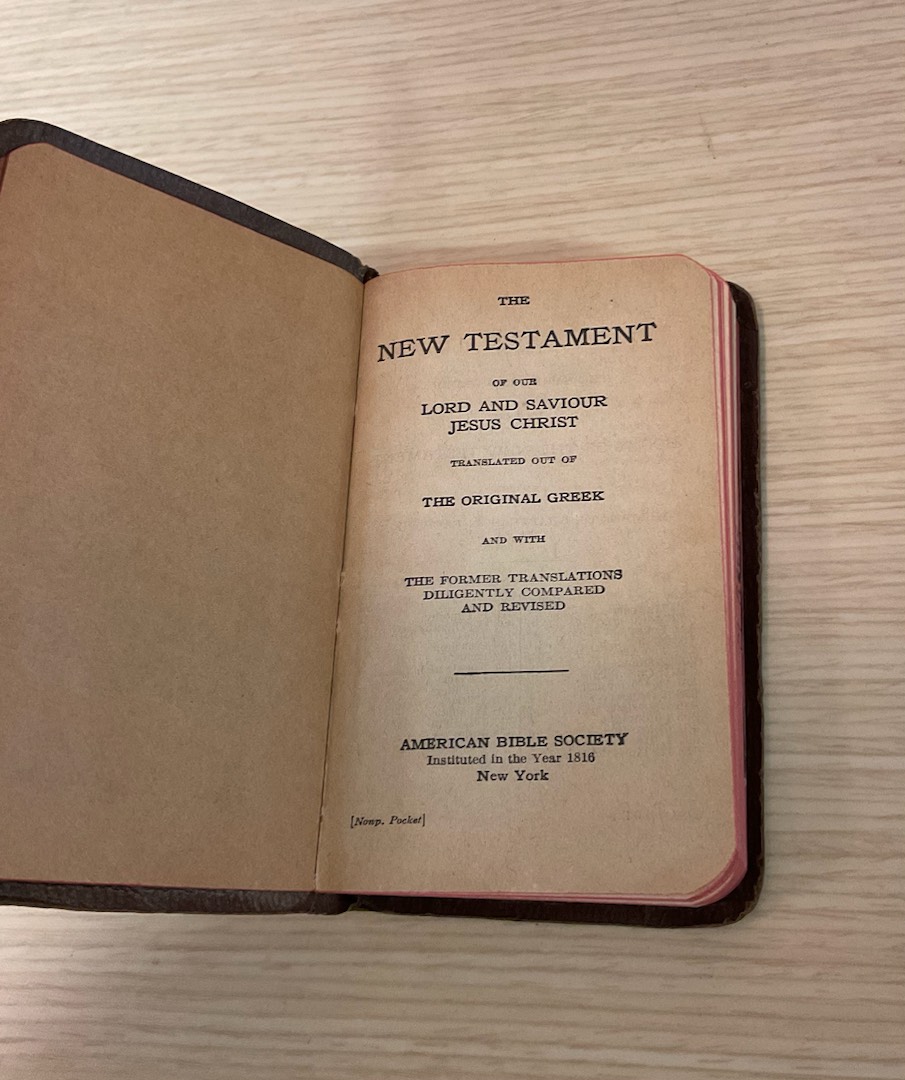 THE
NEW TESTAMENT
OF OUR
LORD AND SAVIOUR
JESUS CHRIST
TRANSLATED OUT OF
THE ORIGINAL GREEK
AND WITH
THE FORMER TRANSLATIONS
DILIGENTLY COMPARED
AND REVISED
AMERICAN BIBLE SOCIETY
Instituted in the Year 1816
New York
[Nonp. Pocket]